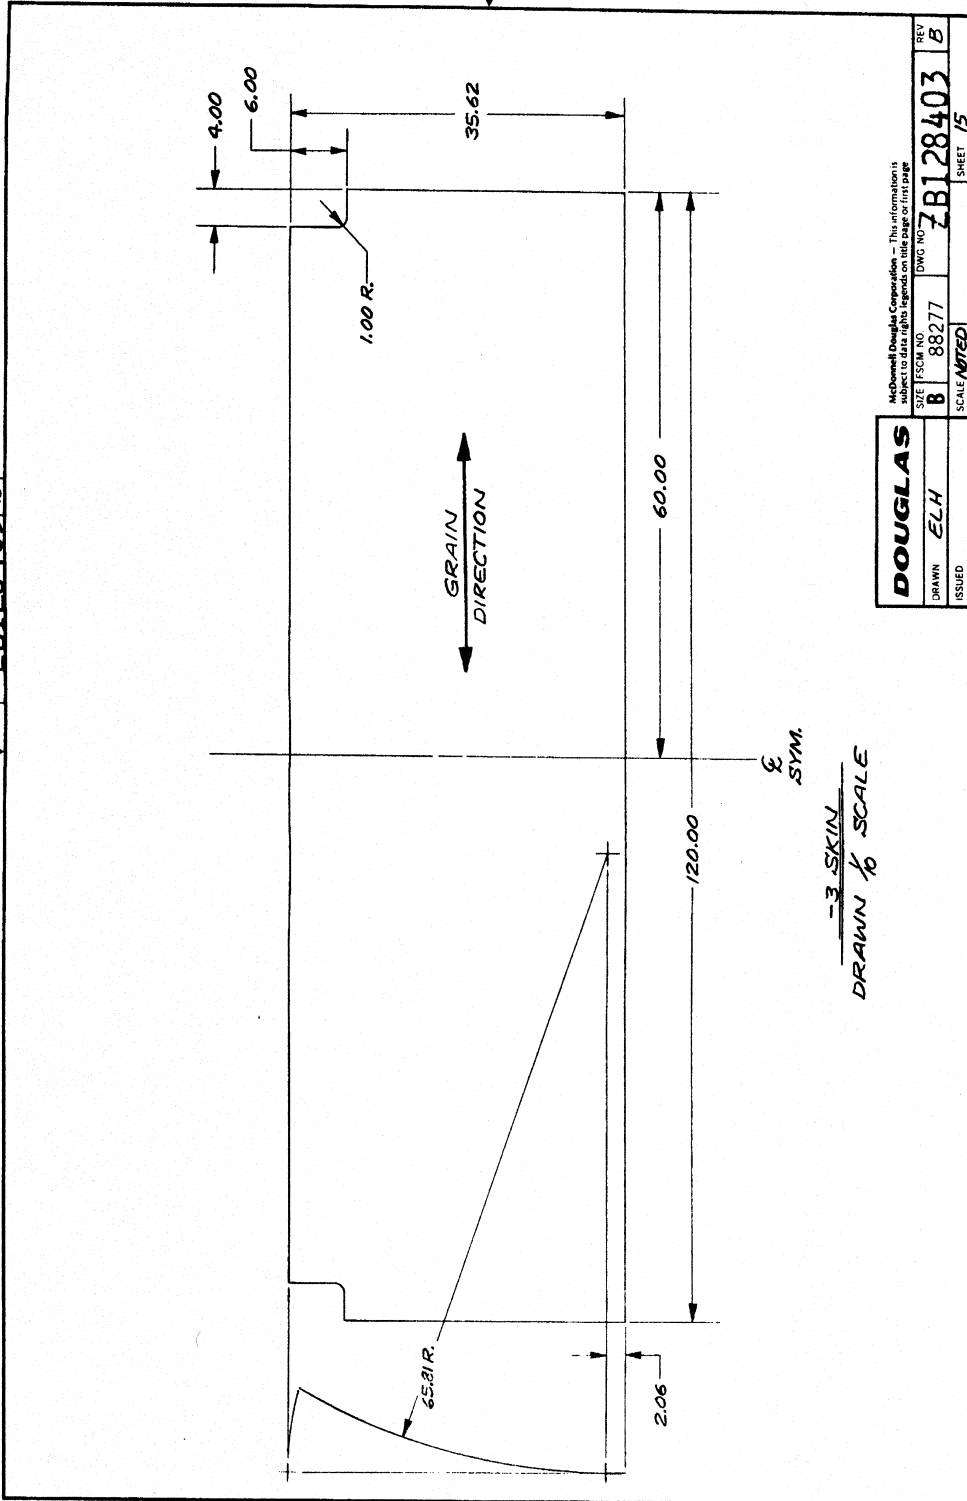 4.00
6.00
35.62
1.00 R.
GRAIN
DIRECTION
60.00
℄
SYM.
120.00
65.81 R.
2.06
-3 SKIN
DRAWN 1/10 SCALE
McDonnell Douglas Corporation – This information is
subject to data rights legends on title page or first page
DOUGLAS
SIZE
B
FSCM NO.
88277
DWG NO
ZB128403
REV
B
DRAWN ELH
ISSUED
SCALE NOTED
SHEET 15